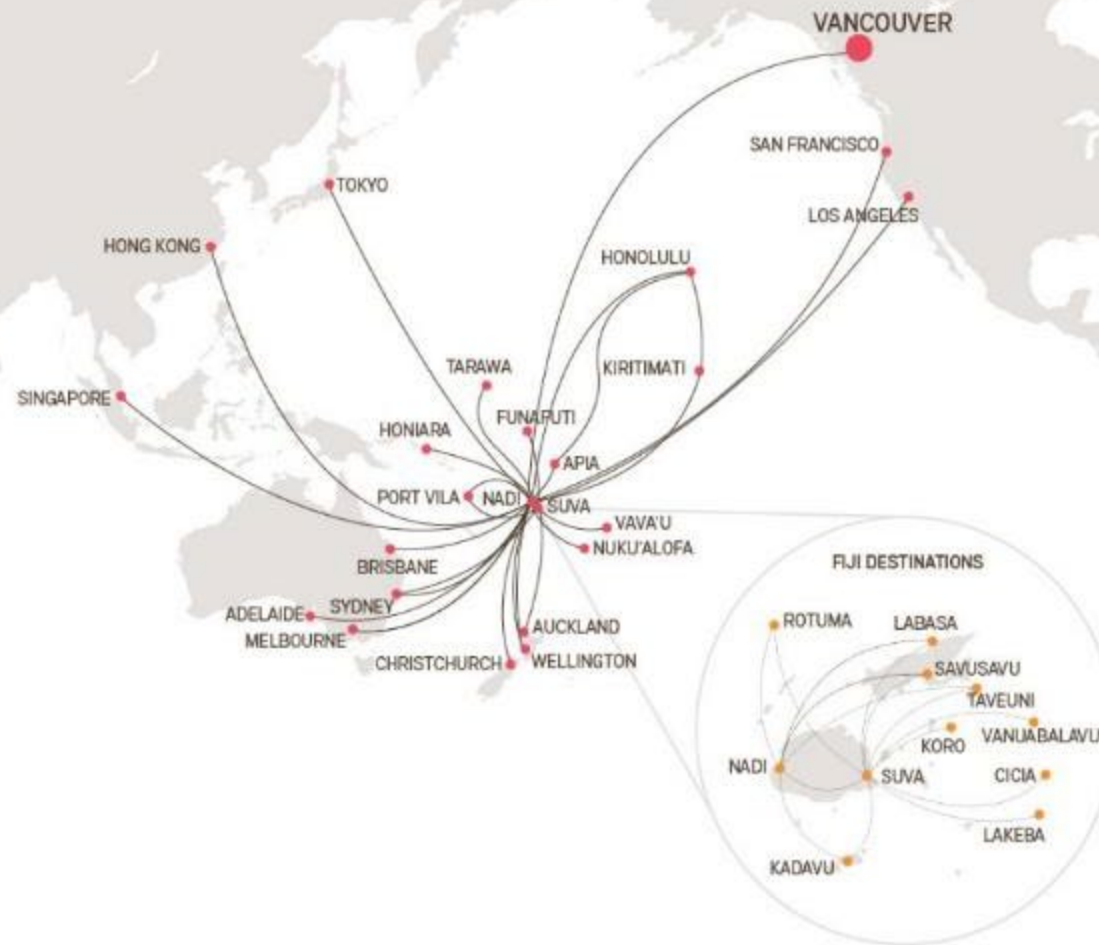 VANCOUVER
SAN FRANCISCO
TOKYO
LOS ANGELES
HONG KONG
HONOLULU
TARAWA
KIRITIMATI
SINGAPORE
FUNAFUTI
HONIARA
APIA
PORT VILA
NADI
SUVA
VAVA'U
NUKU'ALOFA
BRISBANE
FIJI DESTINATIONS
SYDNEY
ADELAIDE
MELBOURNE
AUCKLAND
CHRISTCHURCH
WELLINGTON
ROTUMA
LABASA
SAVUSAVU
TAVEUNI
VANUABALAVU
KORO
NADI
SUVA
CICIA
LAKEBA
KADAVU